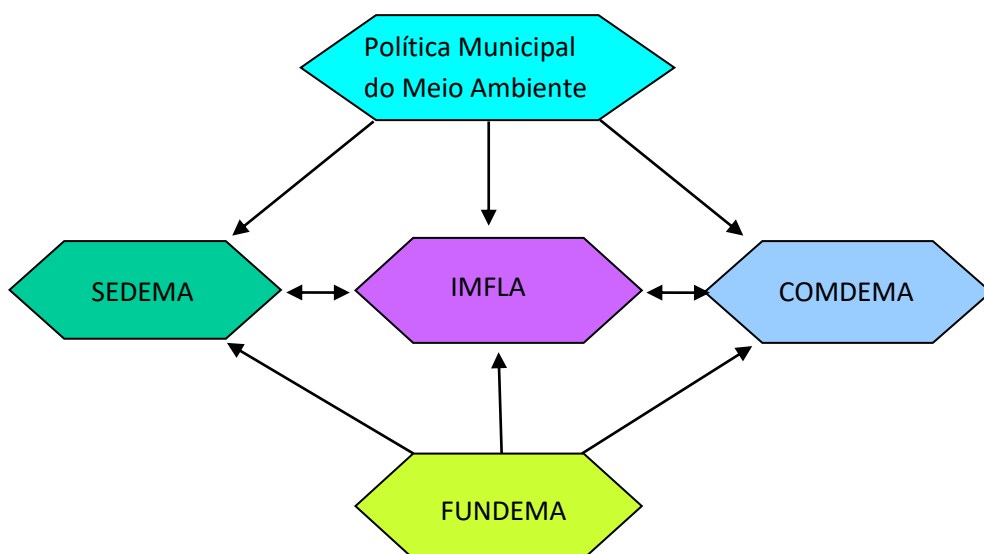 Política Municipal
do Meio Ambiente
SEDEMA
IMFLA
COMDEMA
FUNDEMA